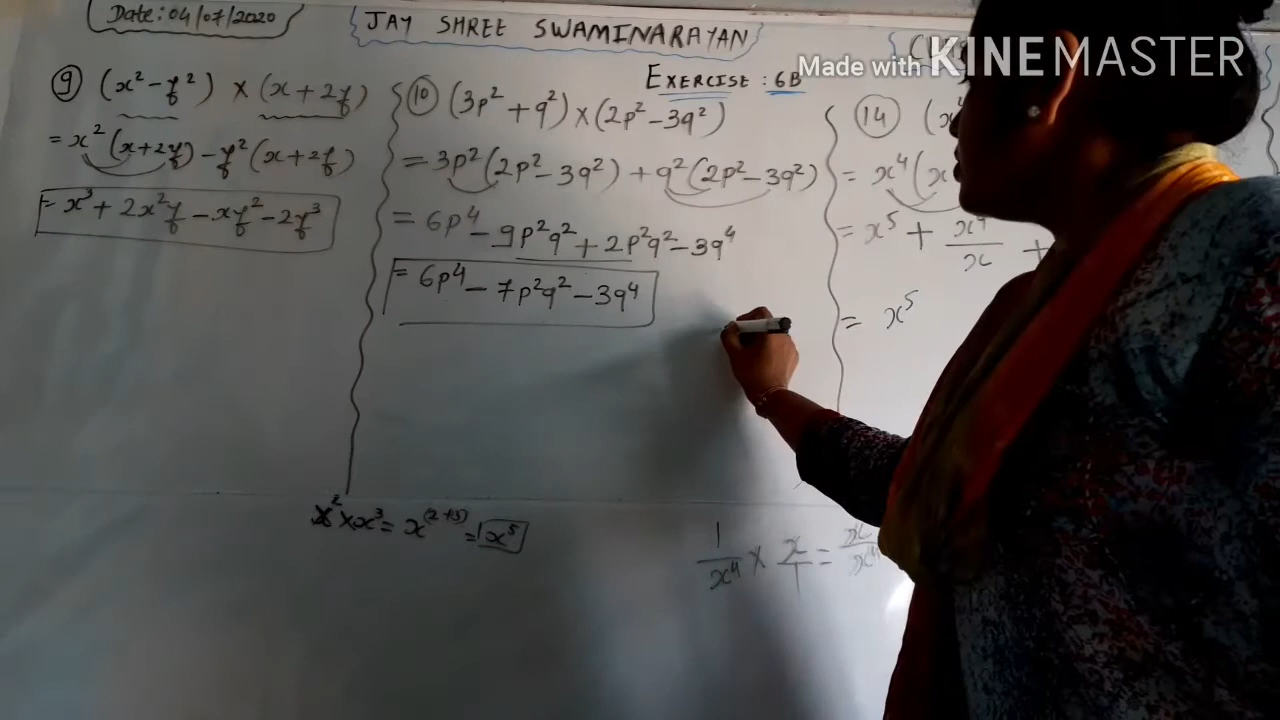 Date: 04/07/2020
JAY SHREE SWAMINARAYAN
Made with KINEMASTER
EXERCISE : 6B
⑨ (x² - y²) × (x + 2y)
= x² (x + 2y) - y² (x + 2y)
= x³ + 2x²y - xy² - 2y³
⑩ (3p² + q²) × (2p² - 3q²)
= 3p² (2p² - 3q²) + q² (2p² - 3q²)
= 6p⁴ - 9p²q² + 2p²q² - 3q⁴
= 6p⁴ - 7p²q² - 3q⁴
⑭ (x
= x⁴ (x
= x⁵ + x⁴/x +
= x⁵
x² × x³ = x⁽²⁺³⁾ = x⁵
1/x⁴ × x/1 = x/x⁴